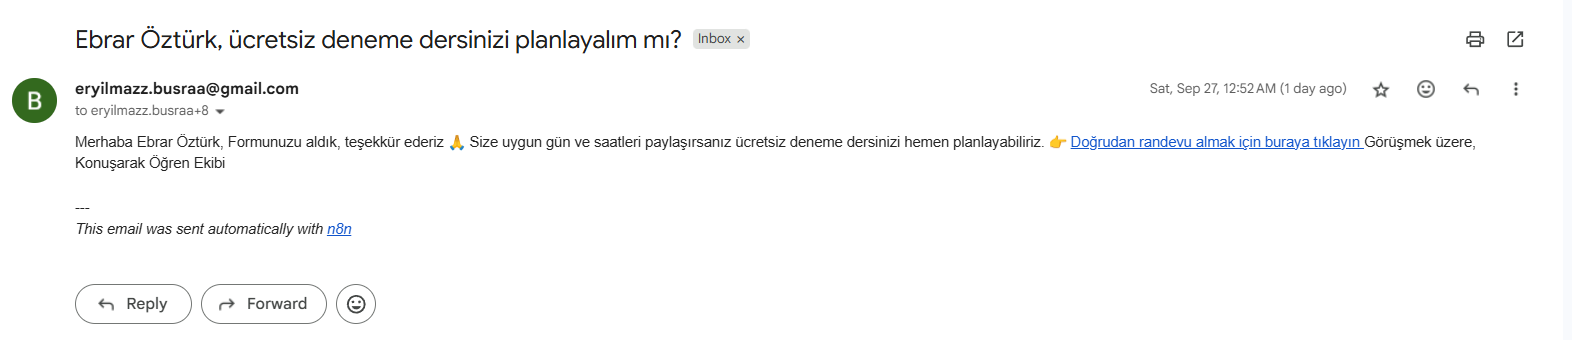 Ebrar Öztürk, ücretsiz deneme dersinizi planlayalım mı? Inbox ×
B
eryilmazz.busraa@gmail.com
Sat, Sep 27, 12:52 AM (1 day ago)
to eryilmazz.busraa+8
Merhaba Ebrar Öztürk, Formunuzu aldık, teşekkür ederiz 🙏 Size uygun gün ve saatleri paylaşırsanız ücretsiz deneme dersinizi hemen planlayabiliriz. 👉 Doğrudan randevu almak için buraya tıklayın Görüşmek üzere,
Konuşarak Öğren Ekibi
---
This email was sent automatically with n8n
Reply Forward